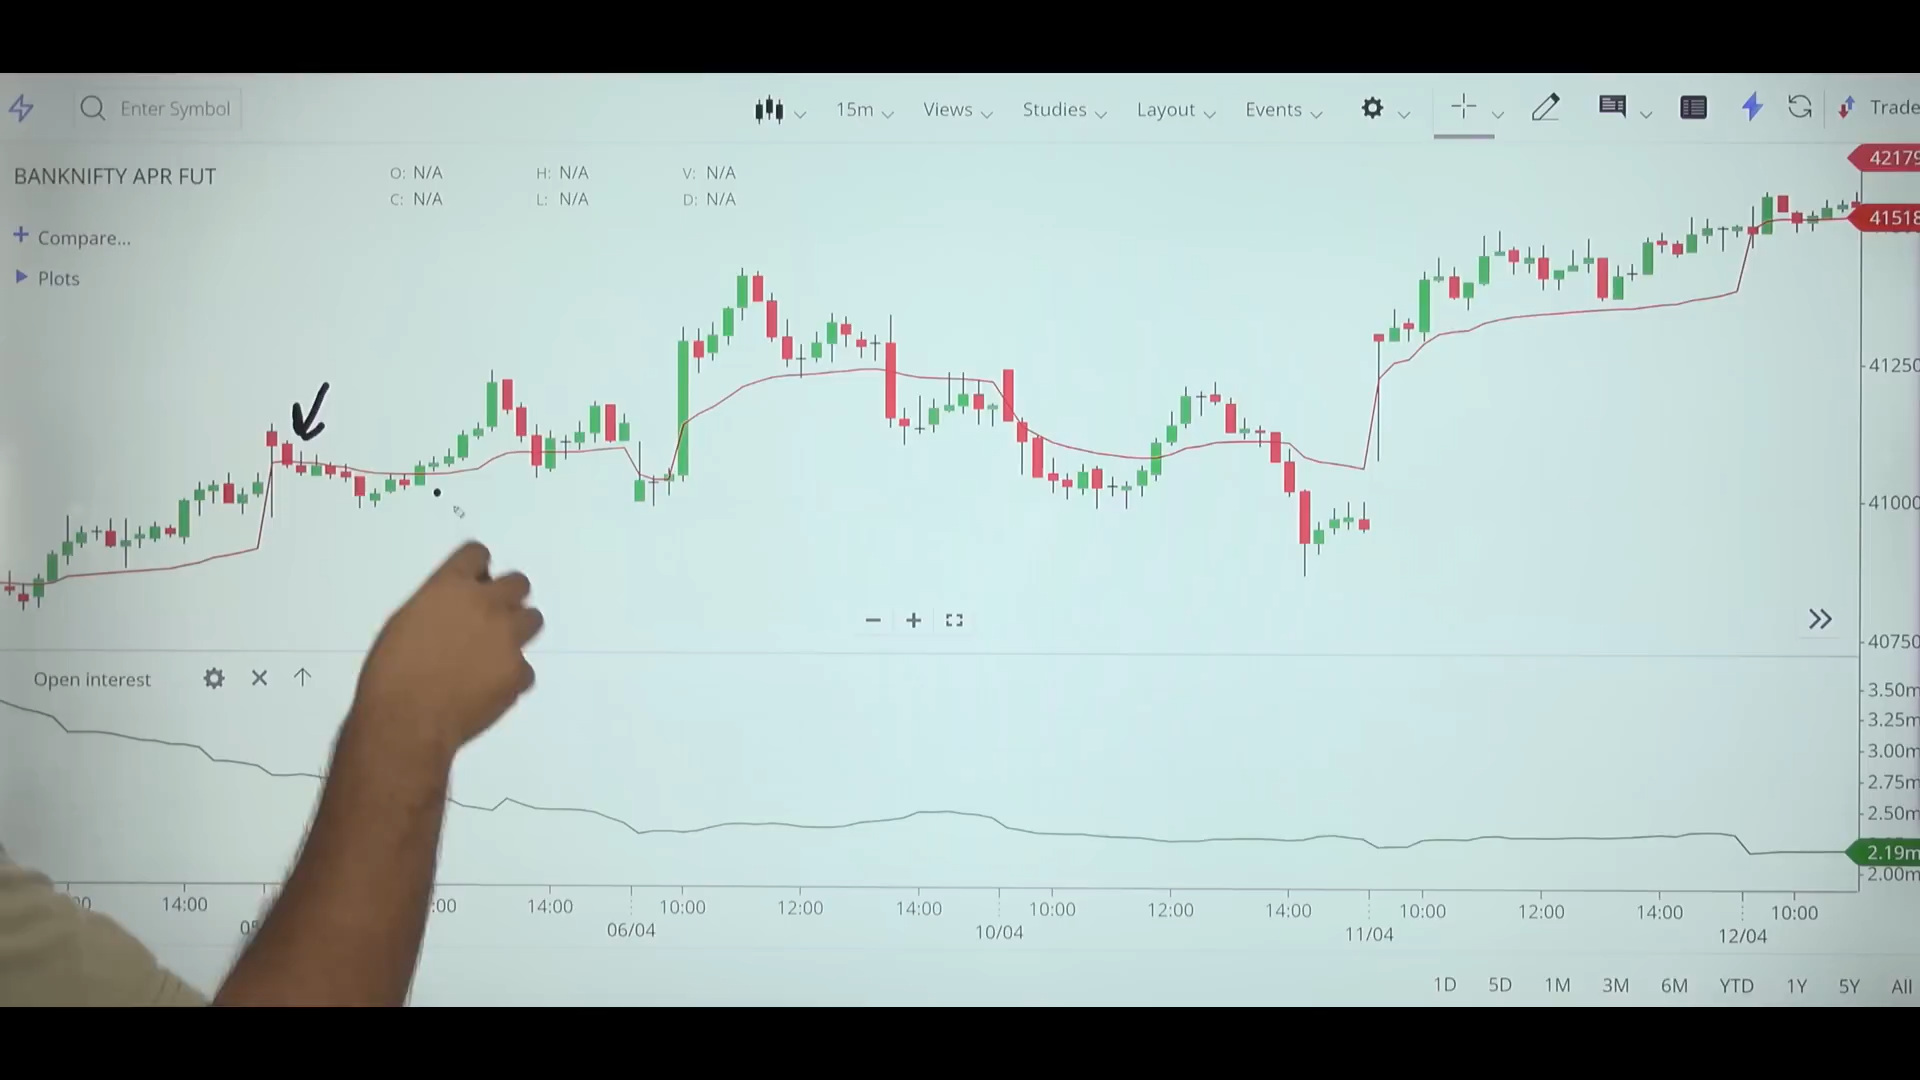 Enter Symbol
15m
Views
Studies
Layout
Events
Trade
BANKNIFTY APR FUT
O: N/A
H: N/A
V: N/A
C: N/A
L: N/A
D: N/A
Compare...
Plots
42179
41518
41250
41000
40750
Open interest
3.50m
3.25m
3.00m
2.75m
2.50m
2.19m
2.00m
14:00
:00
14:00
10:00
12:00
14:00
10:00
12:00
14:00
10:00
12:00
14:00
10:00
06/04
10/04
11/04
12/04
1D
5D
1M
3M
6M
YTD
1Y
5Y
All